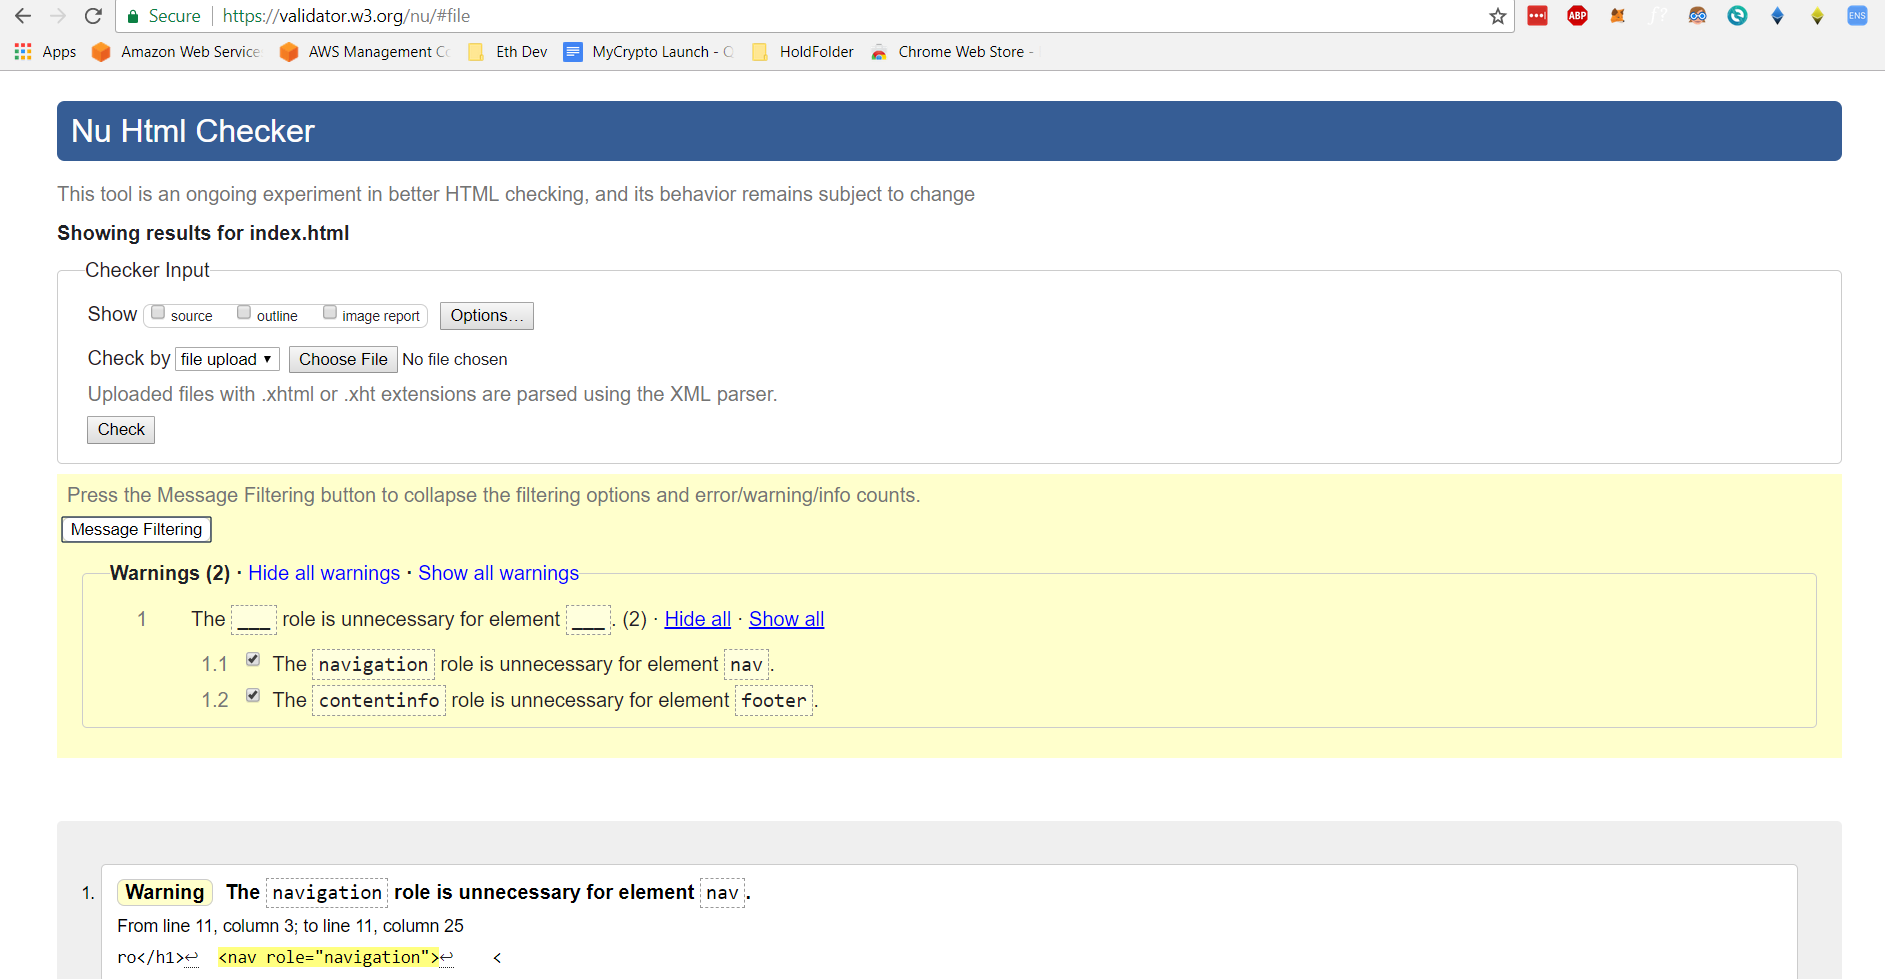 Secure https://validator.w3.org/nu/#file
ABP f? ENS
Apps Amazon Web Service AWS Management Co Eth Dev MyCrypto Launch - HoldFolder Chrome Web Store -
Nu Html Checker
This tool is an ongoing experiment in better HTML checking, and its behavior remains subject to change
Showing results for index.html
Checker Input
Show source outline image report Options...
Check by file upload Choose File No file chosen
Uploaded files with .xhtml or .xht extensions are parsed using the XML parser.
Check
Press the Message Filtering button to collapse the filtering options and error/warning/info counts.
Message Filtering
Warnings (2) · Hide all warnings · Show all warnings
1 The ___ role is unnecessary for element ___. (2) · Hide all · Show all
1.1 The navigation role is unnecessary for element nav.
1.2 The contentinfo role is unnecessary for element footer.
1. Warning The navigation role is unnecessary for element nav.
From line 11, column 3; to line 11, column 25
ro</h1>↩ <nav role="navigation">↩ <